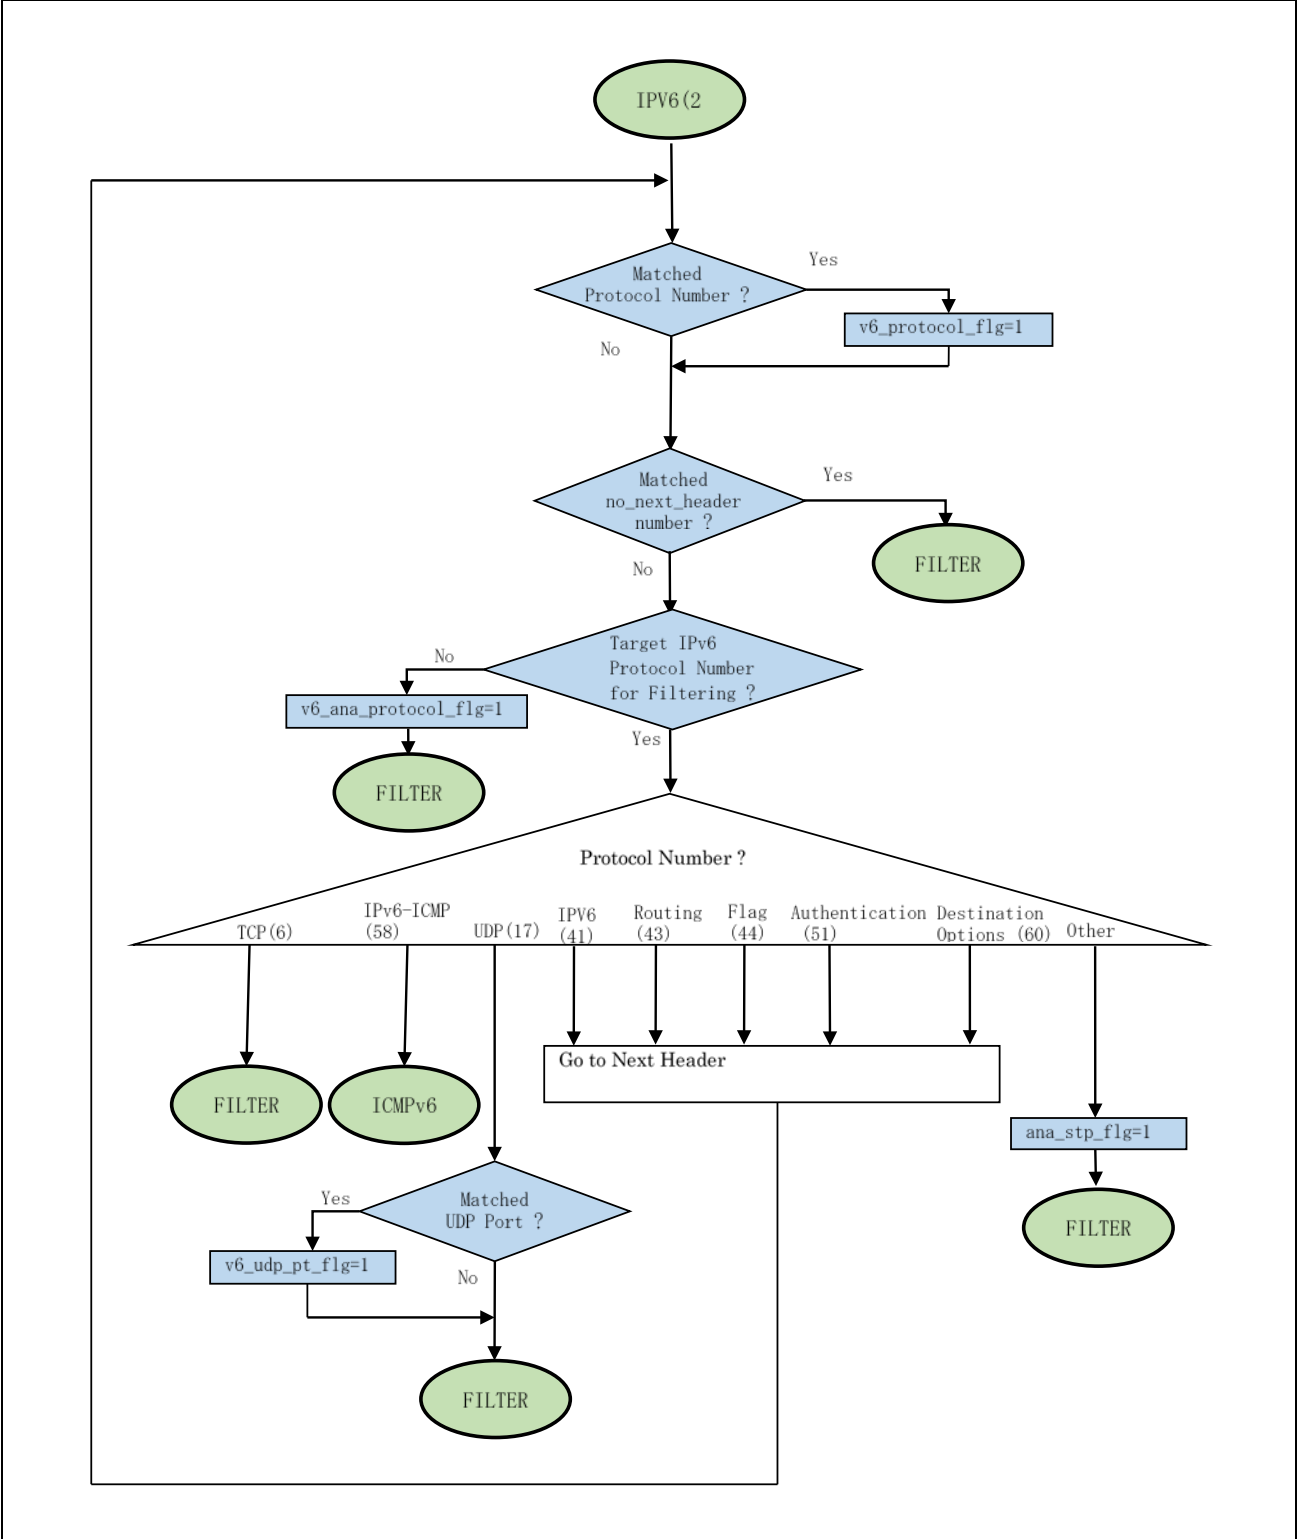 IPV6(2
Yes
Matched
Protocol Number ?
v6_protocol_flg=1
No
Yes
Matched
no_next_header
number ?
FILTER
No
Target IPv6
Protocol Number
for Filtering ?
No
v6_ana_protocol_flg=1
Yes
FILTER
Protocol Number ?
TCP(6)
IPv6-ICMP
(58)
UDP(17)
IPV6
(41)
Routing
(43)
Flag
(44)
Authentication
(51)
Destination
Options (60)
Other
Go to Next Header
FILTER
ICMPv6
ana_stp_flg=1
Yes
Matched
UDP Port ?
FILTER
v6_udp_pt_flg=1
No
FILTER